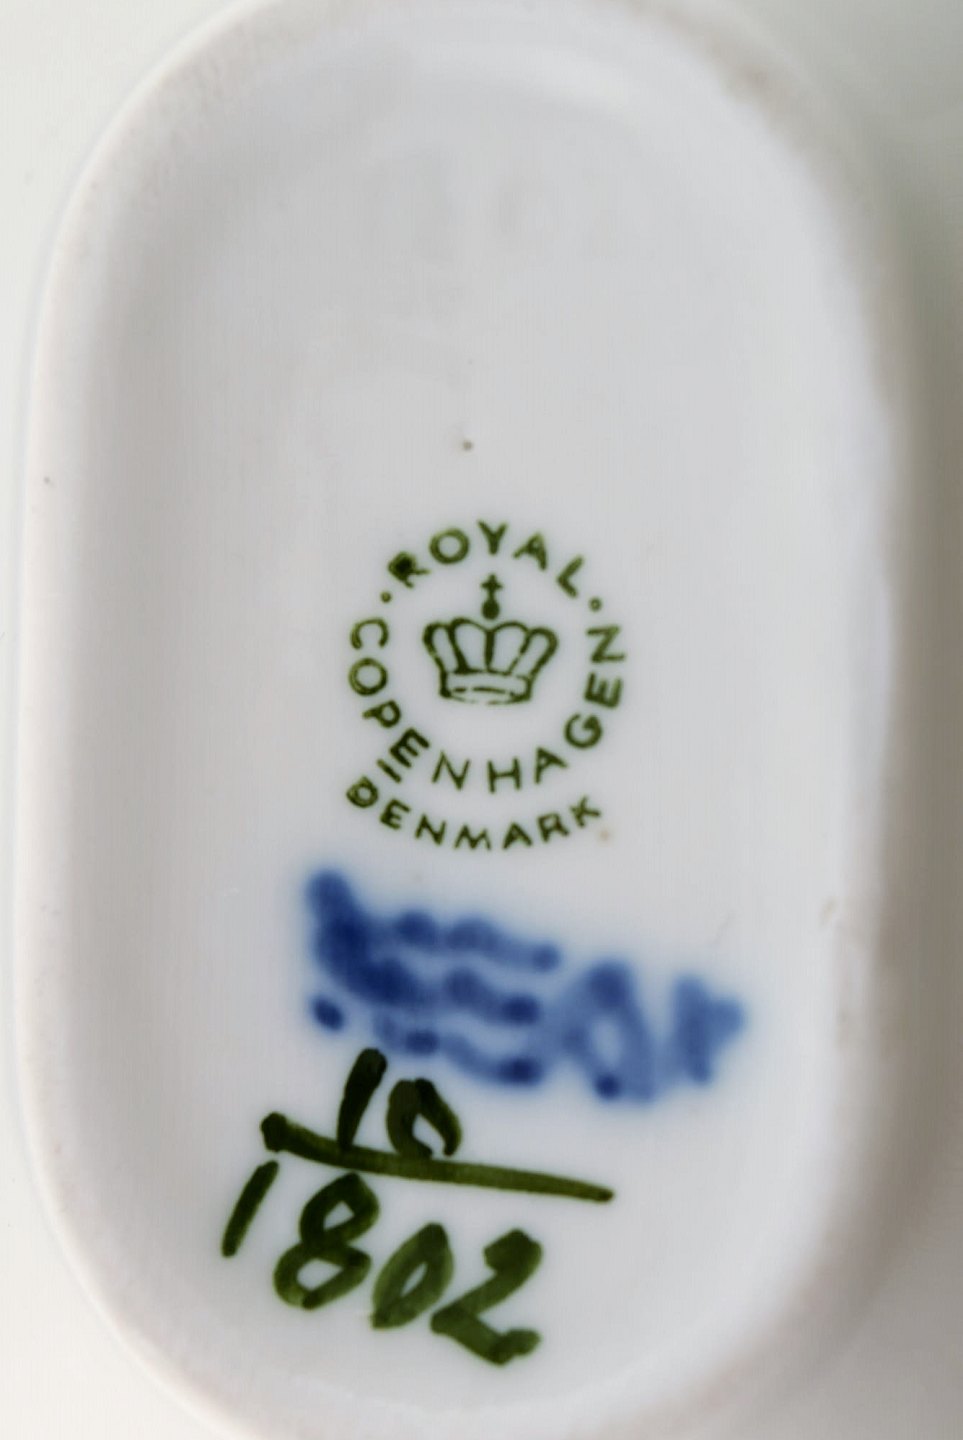 ROYAL
COPENHAGEN
DENMARK
10
1802